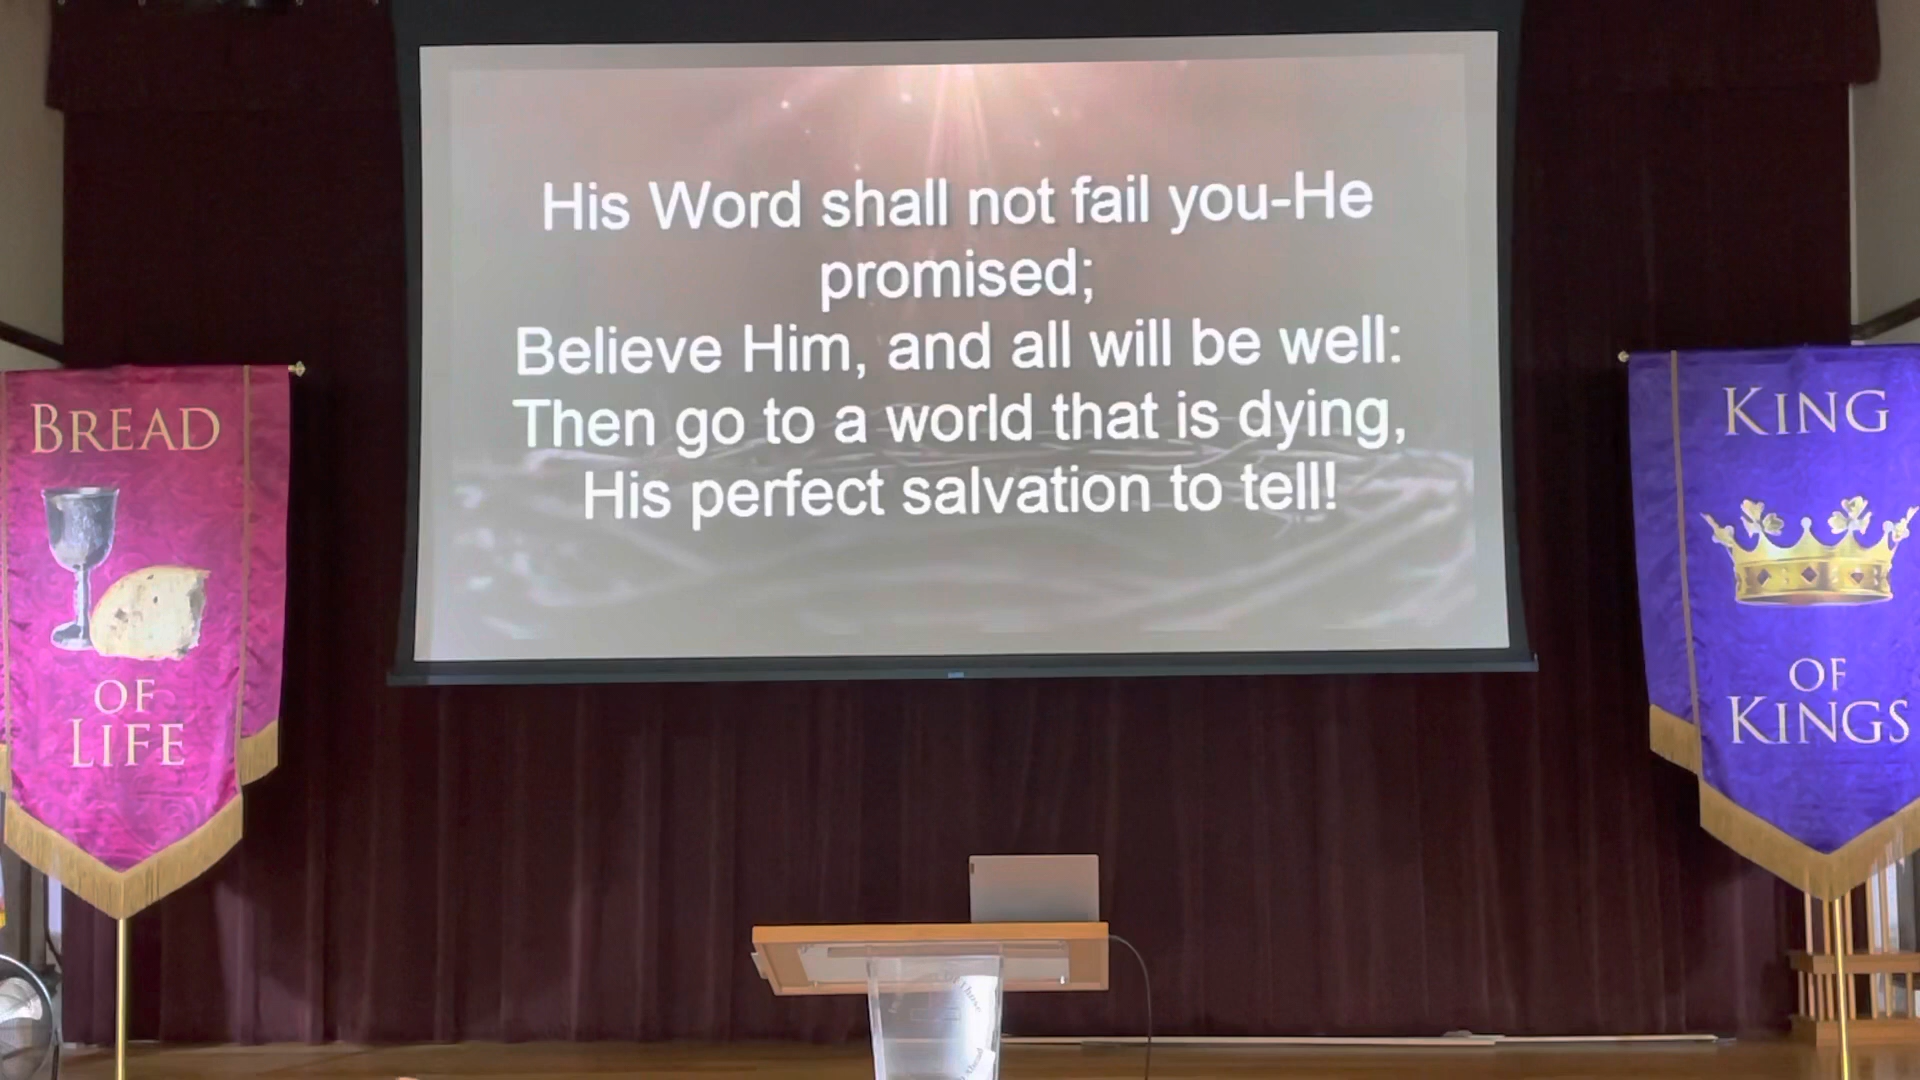 His Word shall not fail you-He
promised;
Believe Him, and all will be well:
Then go to a world that is dying,
His perfect salvation to tell!
BREAD
OF
LIFE
KING
OF
KINGS